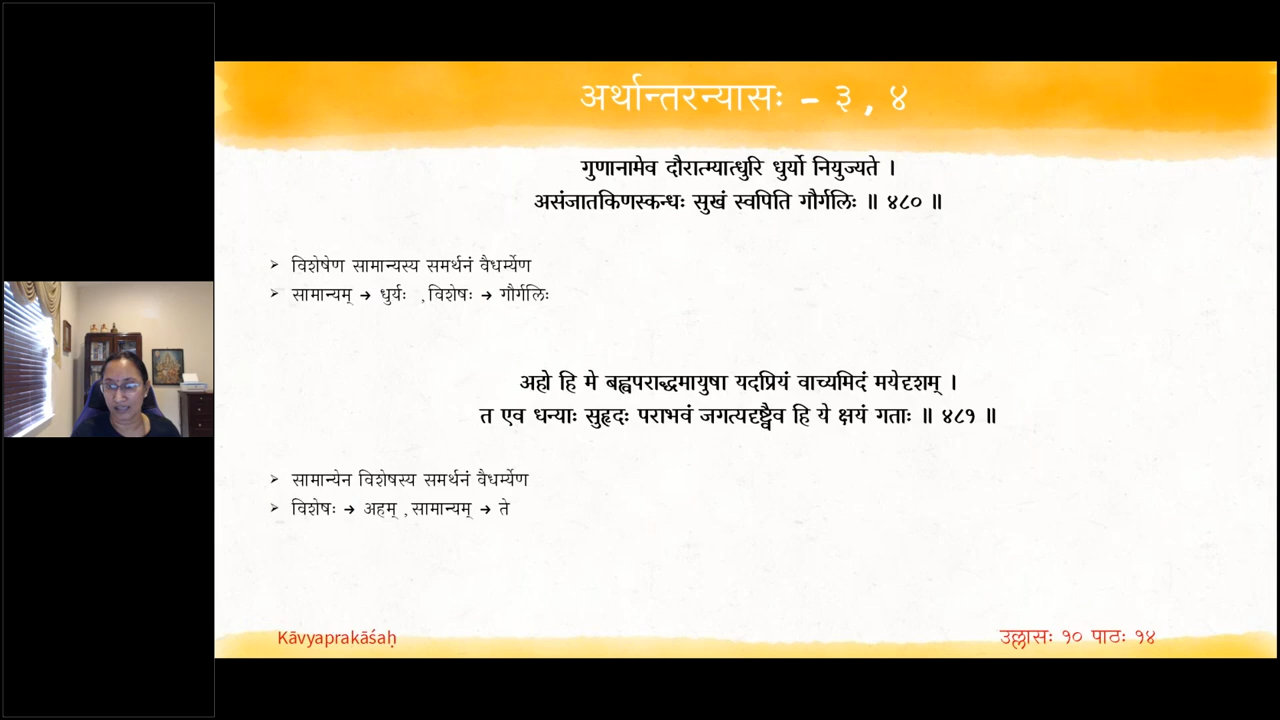 अर्थान्तरन्यासः – ३ , ४
गुणानामेव दौरात्म्याद्धुरि धुर्यो नियुज्यते ।
असंजातकिणस्कन्धः सुखं स्वपिति गौर्गलिः ॥ ४८० ॥
➢ विशेषेण सामान्यस्य समर्थनं वैधर्म्येण
➢ सामान्यम् → धुर्यः , विशेषः → गौर्गलिः
अहो हि मे बह्वपराद्धमायुषा यदप्रियं वाच्यमिदं मयेदृशम् ।
त एव धन्याः सुहृदः पराभवं जगत्यदृष्ट्वैव हि ये क्षयं गताः ॥ ४८१ ॥
➢ सामान्येन विशेषस्य समर्थनं वैधर्म्येण
➢ विशेषः → अहम् , सामान्यम् → ते
Kāvyaprakāśaḥ
उल्लासः १० पाठः १४